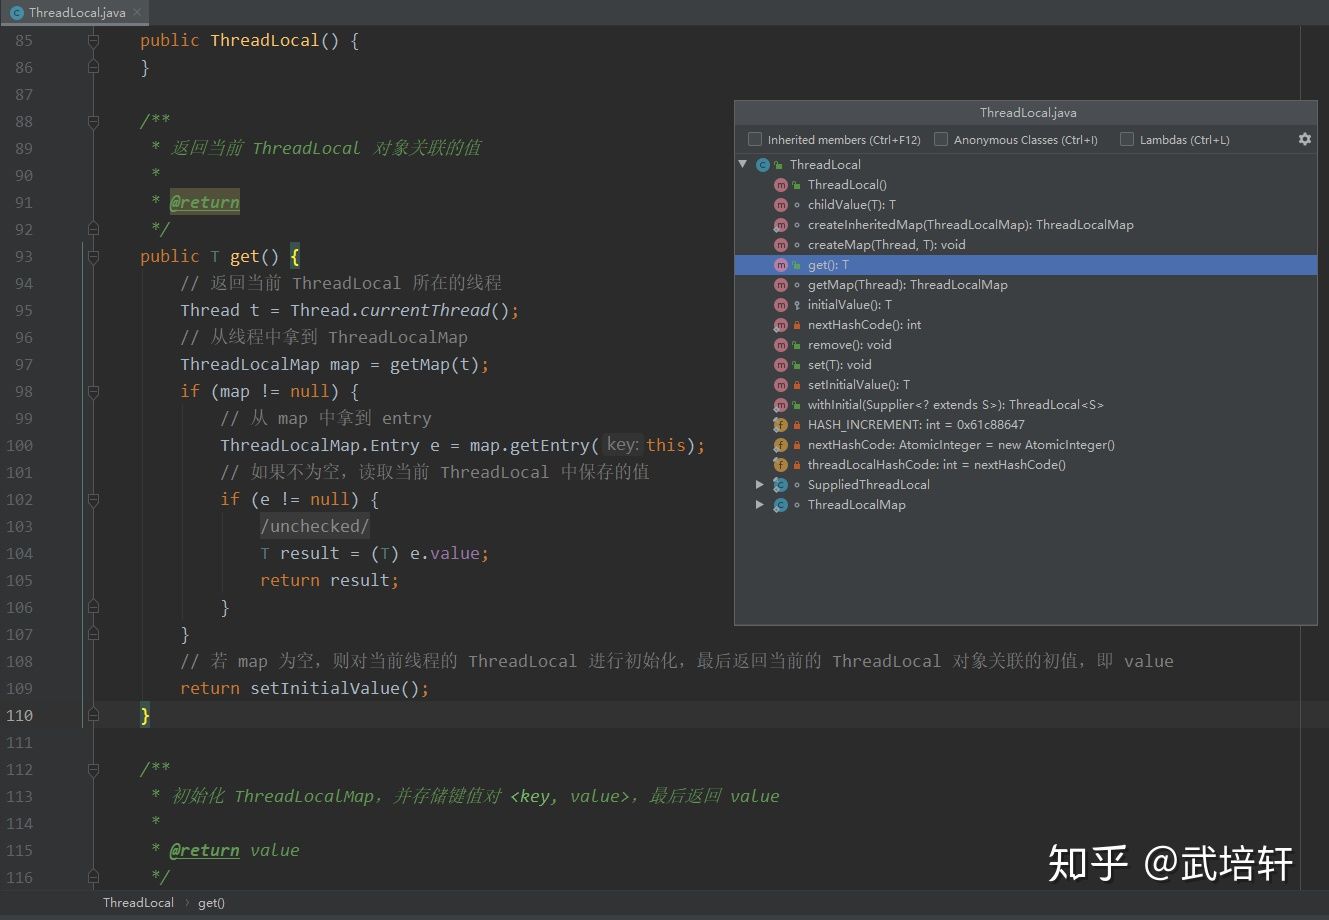 ThreadLocal.java
85 public ThreadLocal() {
86 }
87
88 /**
89 * 返回当前 ThreadLocal 对象关联的值
90 *
91 * @return
92 */
93 public T get() {
94 // 返回当前 ThreadLocal 所在的线程
95 Thread t = Thread.currentThread();
96 // 从线程中拿到 ThreadLocalMap
97 ThreadLocalMap map = getMap(t);
98 if (map != null) {
99 // 从 map 中拿到 entry
100 ThreadLocalMap.Entry e = map.getEntry( key: this);
101 // 如果不为空，读取当前 ThreadLocal 中保存的值
102 if (e != null) {
103 /unchecked/
104 T result = (T) e.value;
105 return result;
106 }
107 }
108 // 若 map 为空，则对当前线程的 ThreadLocal 进行初始化，最后返回当前的 ThreadLocal 对象关联的初值，即 value
109 return setInitialValue();
110 }
111
112 /**
113 * 初始化 ThreadLocalMap，并存储键值对 <key, value>，最后返回 value
114 *
115 * @return value
116 */
ThreadLocal.java
Inherited members (Ctrl+F12) Anonymous Classes (Ctrl+I) Lambdas (Ctrl+L)
ThreadLocal
ThreadLocal()
childValue(T): T
createInheritedMap(ThreadLocalMap): ThreadLocalMap
createMap(Thread, T): void
get(): T
getMap(Thread): ThreadLocalMap
initialValue(): T
nextHashCode(): int
remove(): void
set(T): void
setInitialValue(): T
withInitial(Supplier<? extends S>): ThreadLocal<S>
HASH_INCREMENT: int = 0x61c88647
nextHashCode: AtomicInteger = new AtomicInteger()
threadLocalHashCode: int = nextHashCode()
SuppliedThreadLocal
ThreadLocalMap
知乎 @武培轩
ThreadLocal › get()